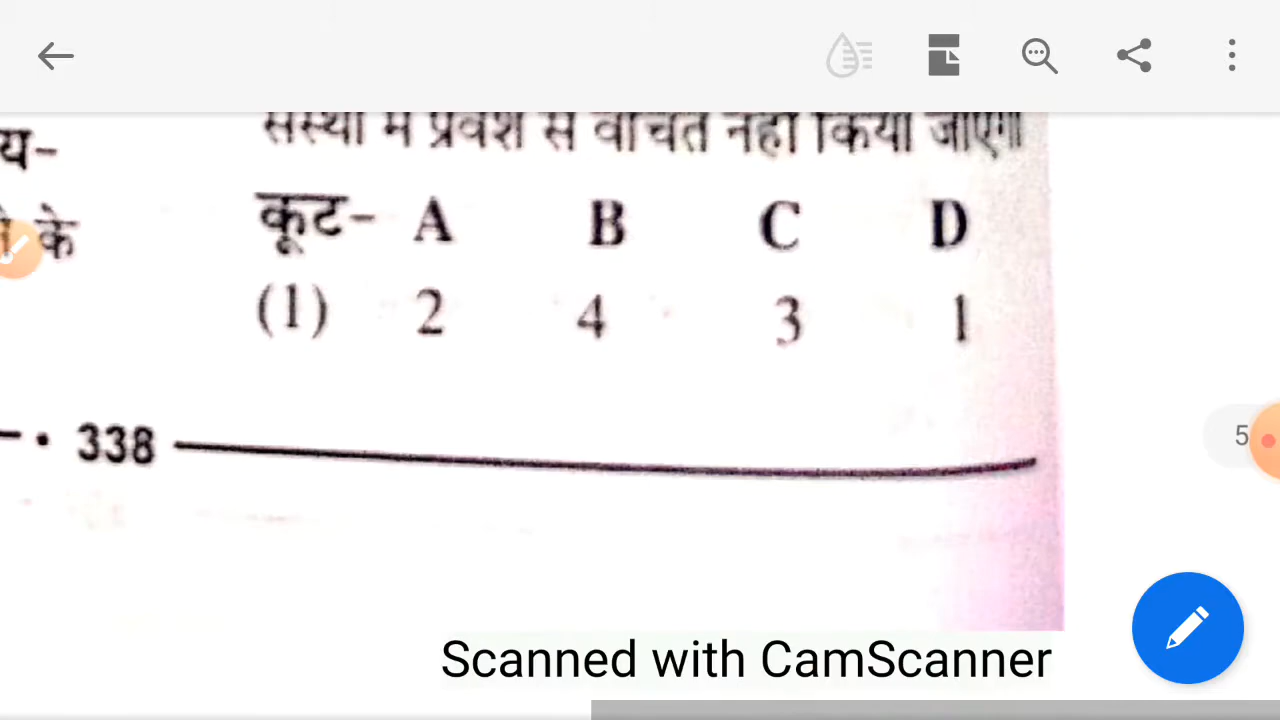 संस्था में प्रवेश से वंचित नहीं किया जाएगा
य-
के
कूट- A B C D
(1) 2 4 3 1
338
5
Scanned with CamScanner